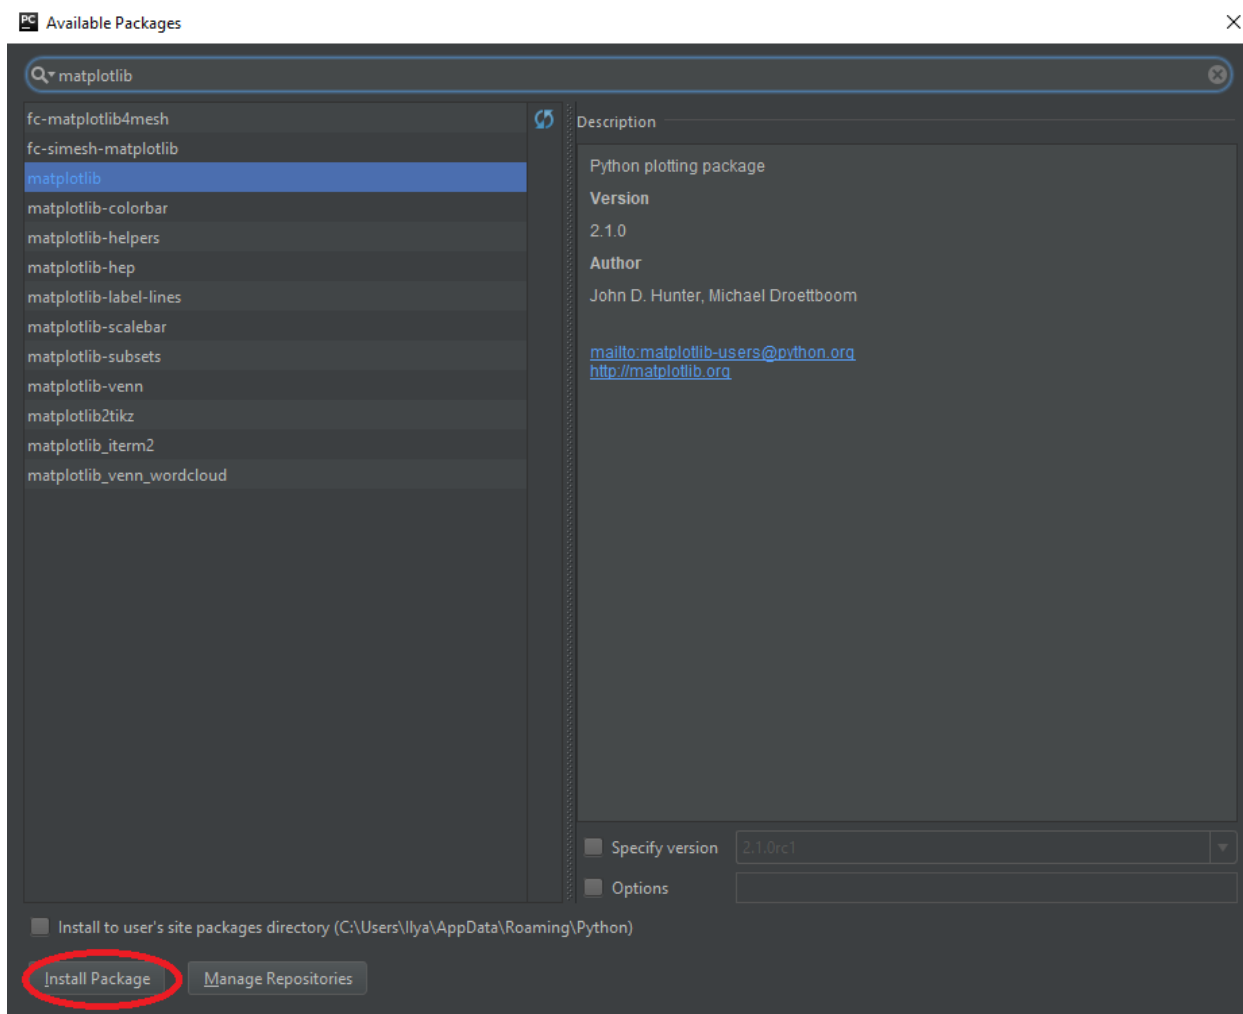 PC Available Packages
matplotlib
fc-matplotlib4mesh
fc-simesh-matplotlib
matplotlib
matplotlib-colorbar
matplotlib-helpers
matplotlib-hep
matplotlib-label-lines
matplotlib-scalebar
matplotlib-subsets
matplotlib-venn
matplotlib2tikz
matplotlib_iterm2
matplotlib_venn_wordcloud
Description
Python plotting package
Version
2.1.0
Author
John D. Hunter, Michael Droettboom
mailto:matplotlib-users@python.org
http://matplotlib.org
Specify version 2.1.0rc1
Options
Install to user's site packages directory (C:\Users\Ilya\AppData\Roaming\Python)
Install Package Manage Repositories